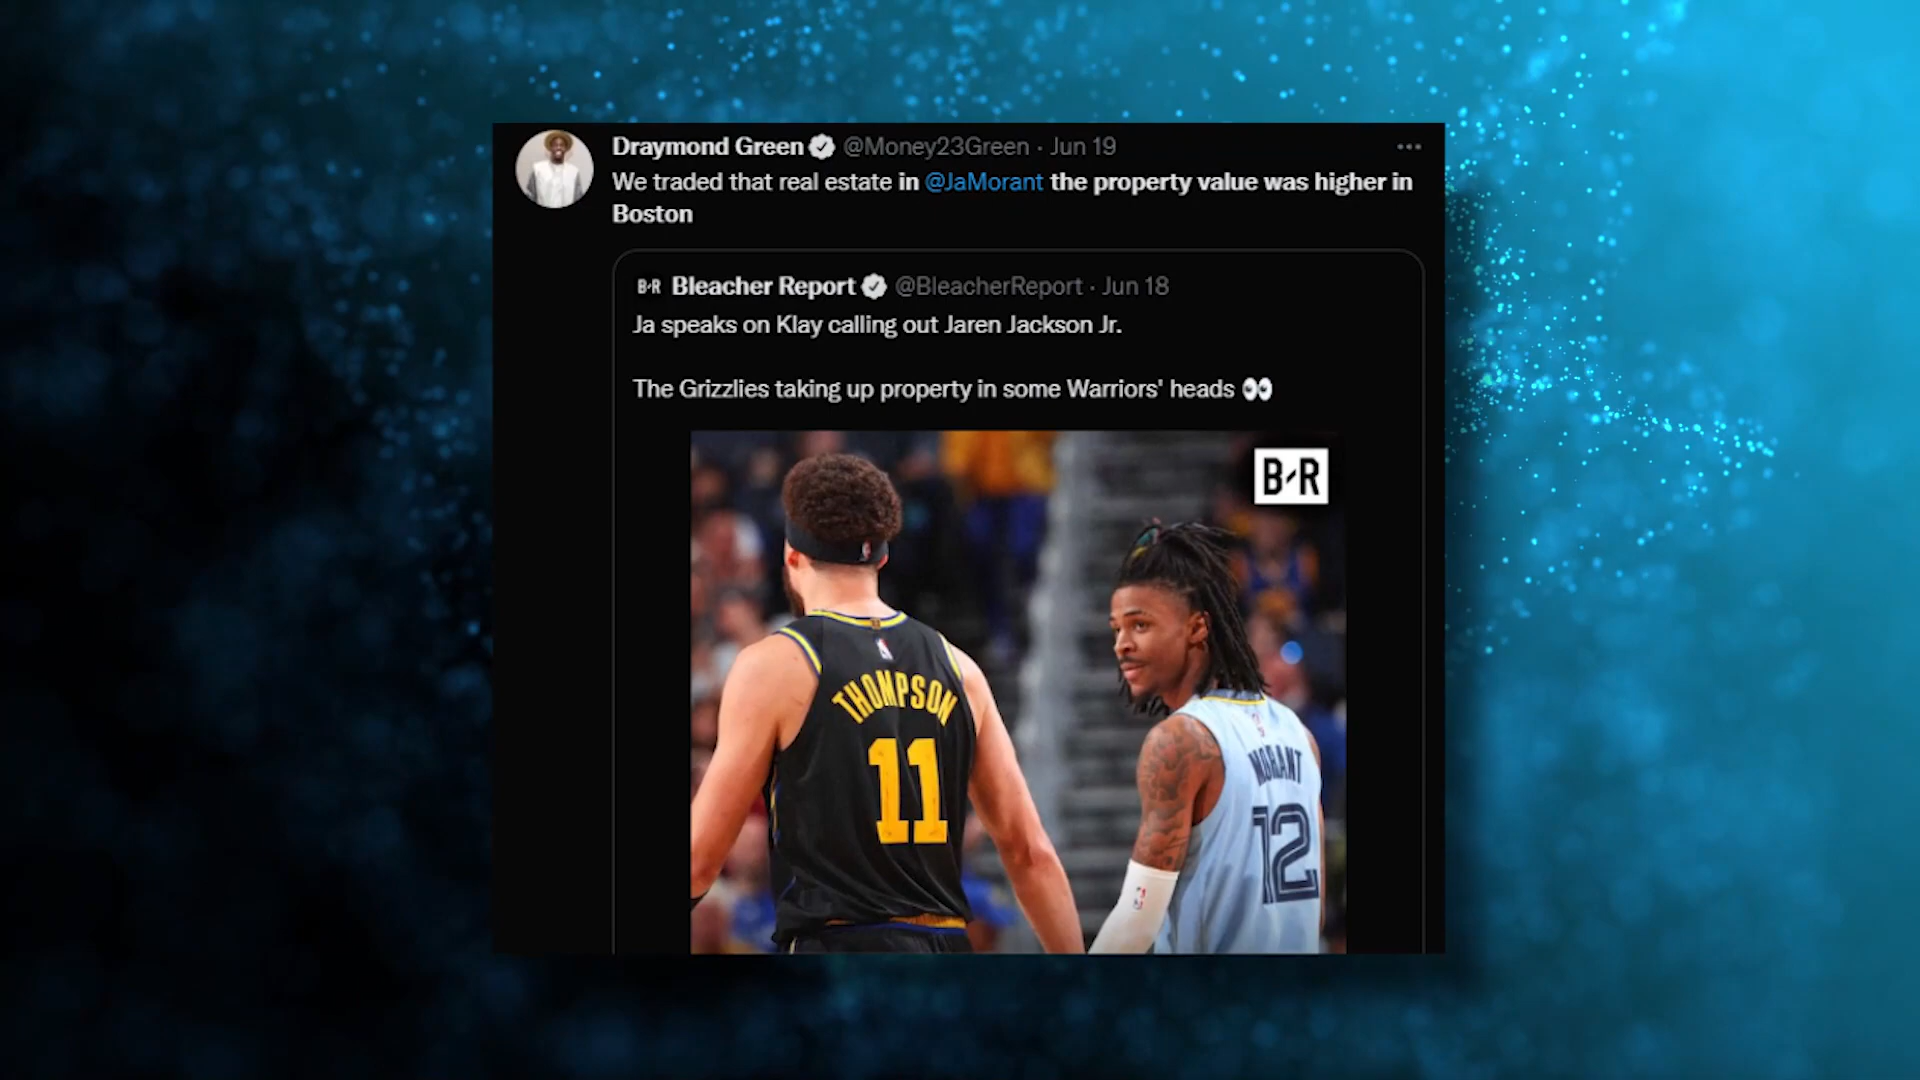 Draymond Green @Money23Green · Jun 19
We traded that real estate in @JaMorant the property value was higher in
Boston
B/R Bleacher Report @BleacherReport · Jun 18
Ja speaks on Klay calling out Jaren Jackson Jr.
The Grizzlies taking up property in some Warriors' heads 👀
B/R
THOMPSON
11
MORANT
12